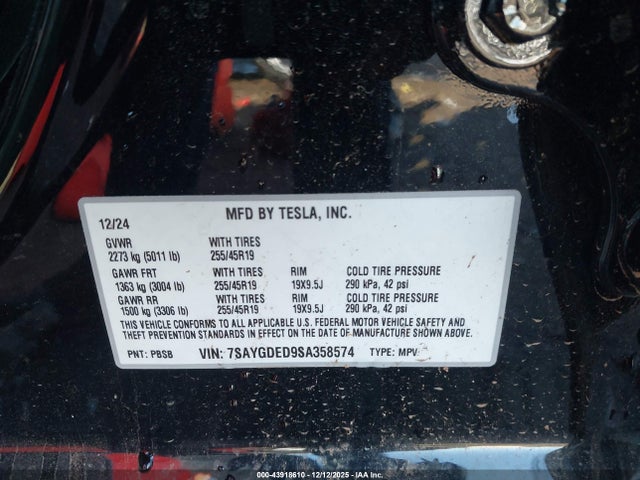 12/24 MFD BY TESLA, INC.
GVWR WITH TIRES
2273 kg (5011 lb) 255/45R19
GAWR FRT WITH TIRES RIM COLD TIRE PRESSURE
1363 kg (3004 lb) 255/45R19 19X9.5J 290 kPa, 42 psi
GAWR RR WITH TIRES RIM COLD TIRE PRESSURE
1500 kg (3306 lb) 255/45R19 19X9.5J 290 kPa, 42 psi
THIS VEHICLE CONFORMS TO ALL APPLICABLE U.S. FEDERAL MOTOR VEHICLE SAFETY AND
THEFT PREVENTION STANDARDS IN EFFECT ON THE DATE OF MANUFACTURE SHOWN ABOVE.
PNT: PBSB VIN: 7SAYGDED9SA358574 TYPE: MPV
000-43918610 - 12/12/2025 - IAA Inc.